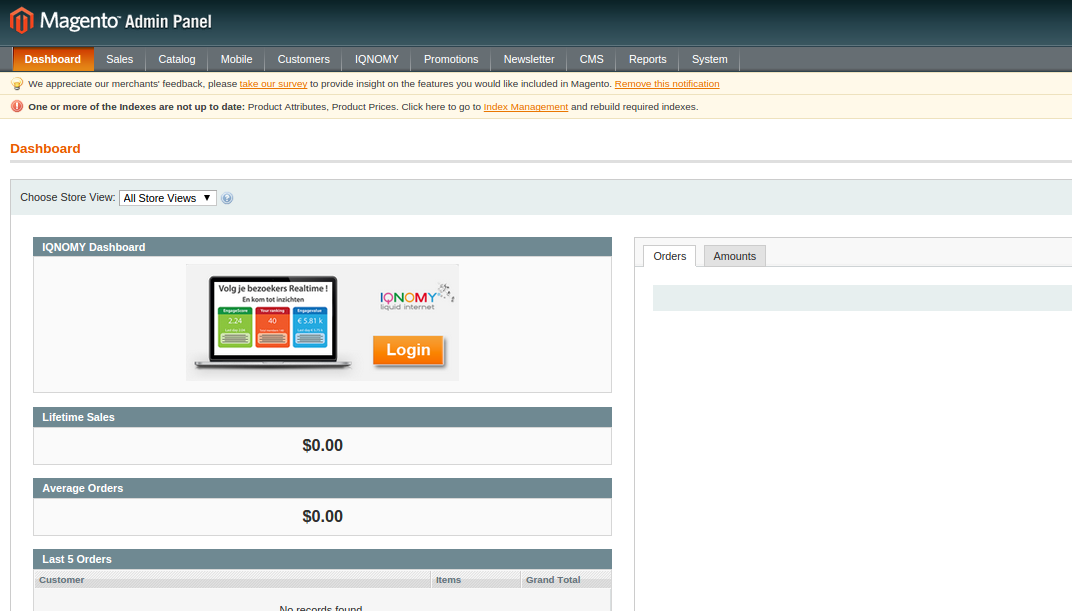 Magento Admin Panel
Dashboard Sales Catalog Mobile Customers IQNOMY Promotions Newsletter CMS Reports System
We appreciate our merchants' feedback, please take our survey to provide insight on the features you would like included in Magento. Remove this notification
One or more of the Indexes are not up to date: Product Attributes, Product Prices. Click here to go to Index Management and rebuild required indexes.
Dashboard
Choose Store View: All Store Views
IQNOMY Dashboard
Volg je bezoekers Realtime !
En kom tot inzichten
EngageScore Your ranking Engagevalue
2.24 40 € 5.81 k
IQNOMY
liquid internet
Login
Orders Amounts
Lifetime Sales
$0.00
Average Orders
$0.00
Last 5 Orders
Customer Items Grand Total
No records found